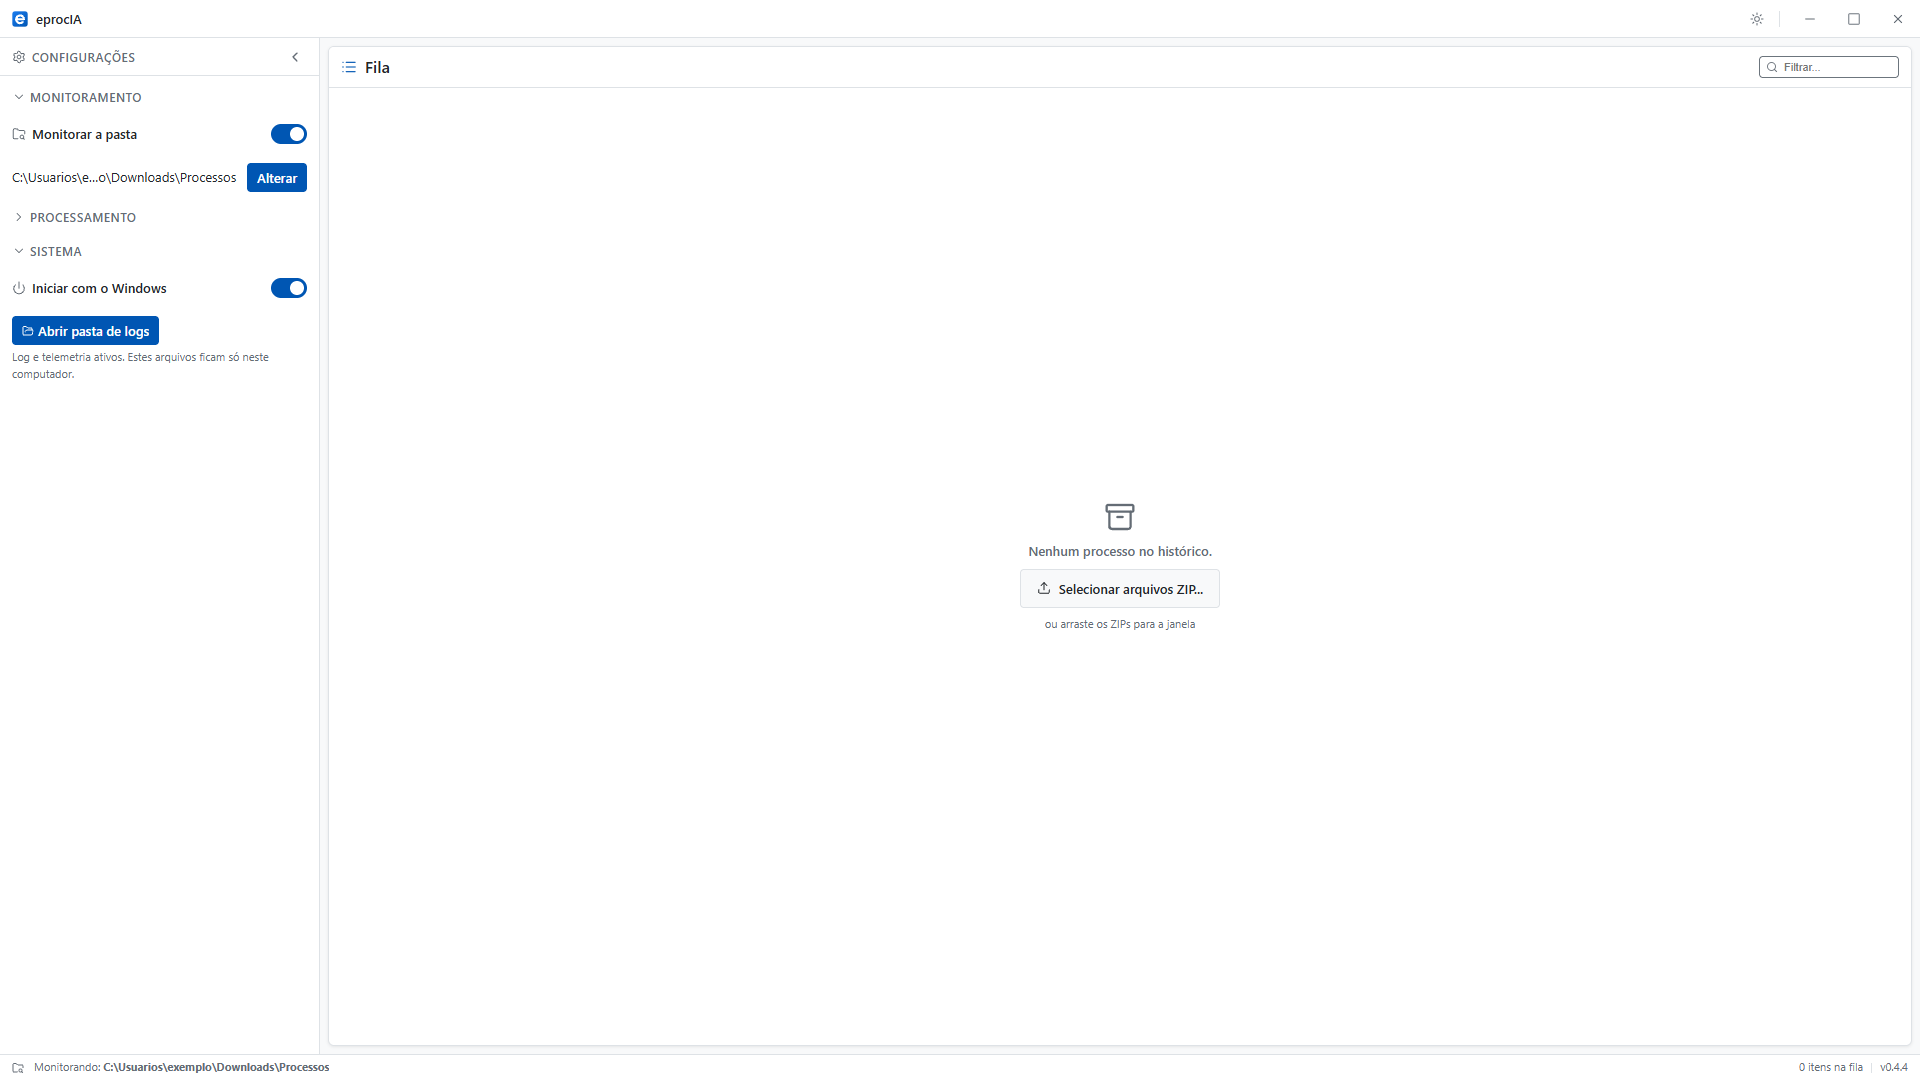 eprocIA
CONFIGURAÇÕES
MONITORAMENTO
Monitorar a pasta
C:\Usuarios\e...o\Downloads\Processos
Alterar
PROCESSAMENTO
SISTEMA
Iniciar com o Windows
Abrir pasta de logs
Log e telemetria ativos. Estes arquivos ficam só neste
computador.
Fila
Filtrar...
Nenhum processo no histórico.
Selecionar arquivos ZIP...
ou arraste os ZIPs para a janela
Monitorando: C:\Usuarios\exemplo\Downloads\Processos
0 itens na fila
v0.4.4